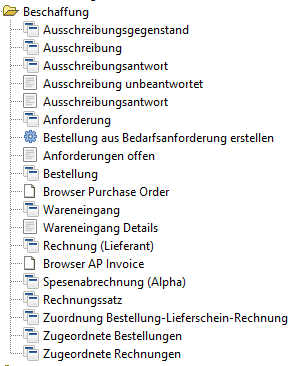 Beschaffung
Ausschreibungsgegenstand
Ausschreibung
Ausschreibungsantwort
Ausschreibung unbeantwortet
Ausschreibungsantwort
Anforderung
Bestellung aus Bedarfsanforderung erstellen
Anforderungen offen
Bestellung
Browser Purchase Order
Wareneingang
Wareneingang Details
Rechnung (Lieferant)
Browser AP Invoice
Spesenabrechnung (Alpha)
Rechnungssatz
Zuordnung Bestellung-Lieferschein-Rechnung
Zugeordnete Bestellungen
Zugeordnete Rechnungen